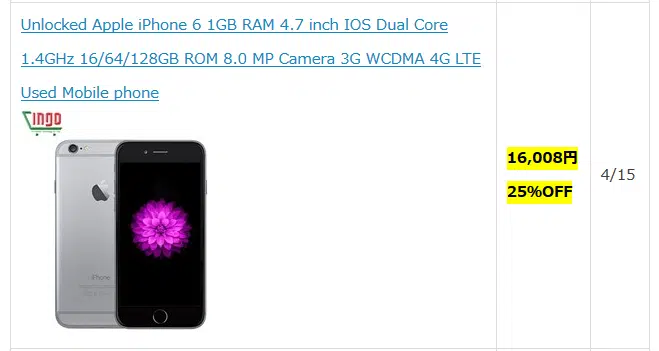 Unlocked Apple iPhone 6 1GB RAM 4.7 inch IOS Dual Core
1.4GHz 16/64/128GB ROM 8.0 MP Camera 3G WCDMA 4G LTE
Used Mobile phone
ingo
iPhone
16,008円
25%OFF
4/15